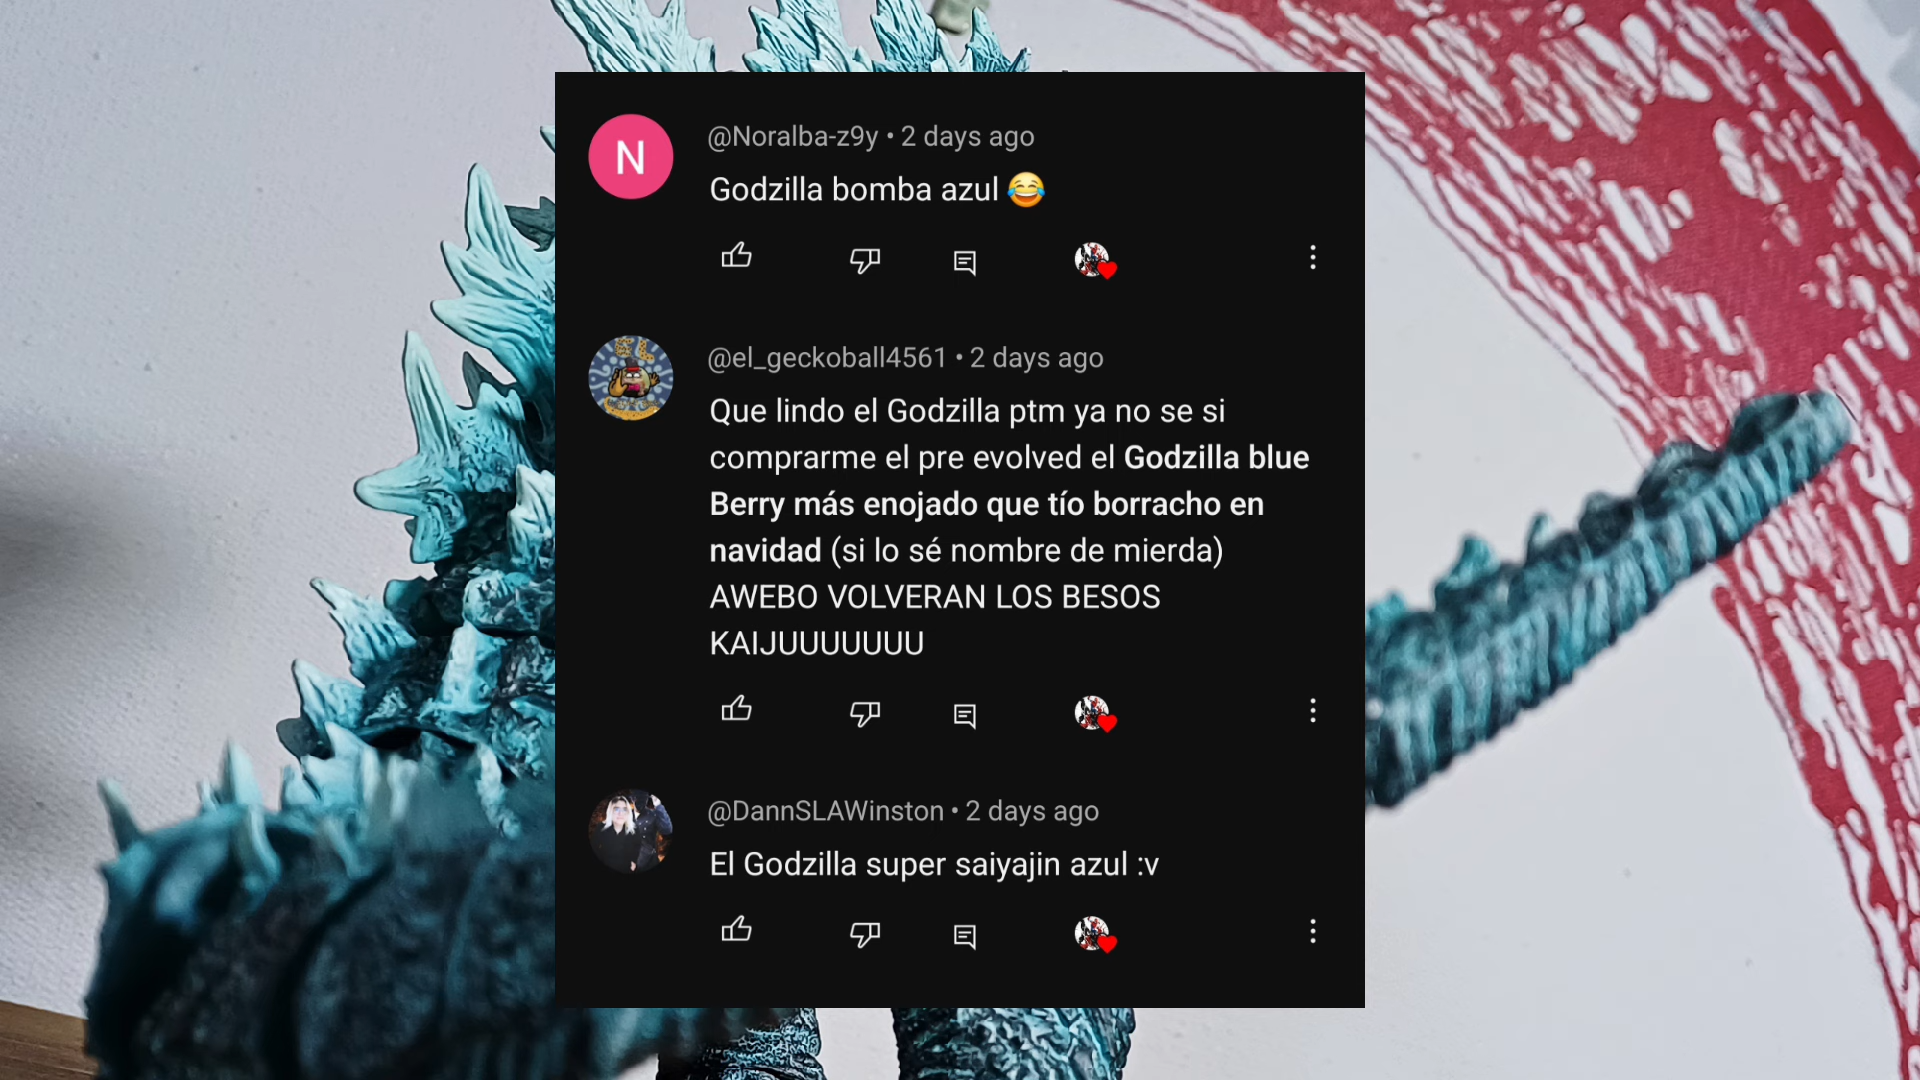 N
@Noralba-z9y • 2 days ago
Godzilla bomba azul 😂
@el_geckoball4561 • 2 days ago
Que lindo el Godzilla ptm ya no se si
comprarme el pre evolved el Godzilla blue
Berry más enojado que tío borracho en
navidad (si lo sé nombre de mierda)
AWEBO VOLVERAN LOS BESOS
KAIJUUUUUUU
@DannSLAWinston • 2 days ago
El Godzilla super saiyajin azul :v